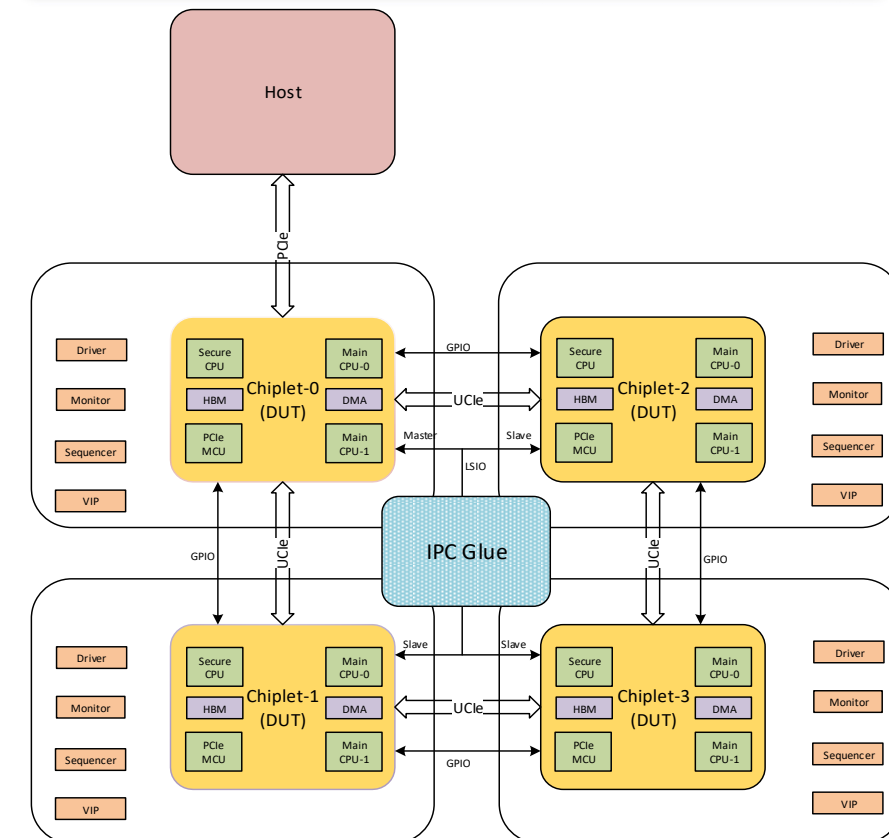 Host
PCIe
Driver
Monitor
Sequencer
VIP
Secure
CPU
Main
CPU-0
Chiplet-0
(DUT)
HBM
DMA
PCIe
MCU
Main
CPU-1
GPIO
UCIe
Master
Slave
LSIO
Secure
CPU
Main
CPU-0
Chiplet-2
(DUT)
HBM
DMA
PCIe
MCU
Main
CPU-1
Driver
Monitor
Sequencer
VIP
GPIO
UCIe
IPC Glue
UCIe
GPIO
Driver
Monitor
Sequencer
VIP
Secure
CPU
Main
CPU-0
Chiplet-1
(DUT)
HBM
DMA
PCIe
MCU
Main
CPU-1
Slave
Slave
UCIe
GPIO
Secure
CPU
Main
CPU-0
Chiplet-3
(DUT)
HBM
DMA
PCIe
MCU
Main
CPU-1
Driver
Monitor
Sequencer
VIP